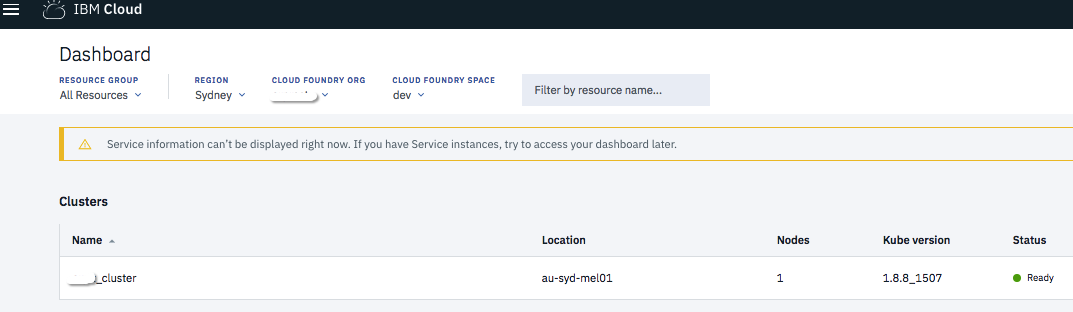 IBM Cloud
Dashboard
RESOURCE GROUP REGION CLOUD FOUNDRY ORG CLOUD FOUNDRY SPACE
All Resources Sydney dev Filter by resource name...
Service information can't be displayed right now. If you have Service instances, try to access your dashboard later.
Clusters
Name Location Nodes Kube version Status
_cluster au-syd-mel01 1 1.8.8_1507 Ready